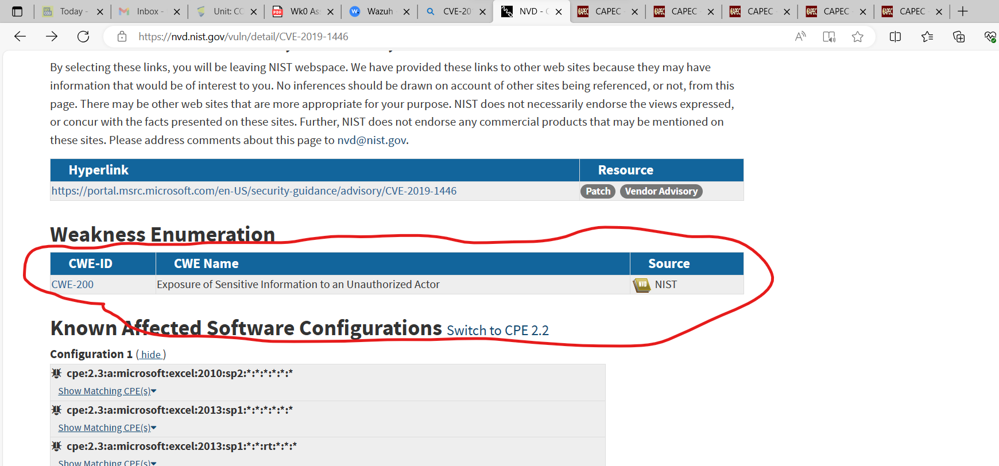 Today -
Inbox -
Unit: CC
PDF
Wk0 As
W.
Wazuh
CVE-20
NVD - C
CAPEC
CAPEC
CAPEC
CAPEC
CAPEC
https://nvd.nist.gov/vuln/detail/CVE-2019-1446
By selecting these links, you will be leaving NIST webspace. We have provided these links to other web sites because they may have
information that would be of interest to you. No inferences should be drawn on account of other sites being referenced, or not, from this
page. There may be other web sites that are more appropriate for your purpose. NIST does not necessarily endorse the views expressed,
or concur with the facts presented on these sites. Further, NIST does not endorse any commercial products that may be mentioned on
these sites. Please address comments about this page to nvd@nist.gov.
Hyperlink Resource
https://portal.msrc.microsoft.com/en-US/security-guidance/advisory/CVE-2019-1446 Patch Vendor Advisory
Weakness Enumeration
CWE-ID CWE Name Source
CWE-200 Exposure of Sensitive Information to an Unauthorized Actor NVD NIST
Known Affected Software Configurations Switch to CPE 2.2
Configuration 1 ( hide )
cpe:2.3:a:microsoft:excel:2010:sp2:*:*:*:*:*:*
Show Matching CPE(s)
cpe:2.3:a:microsoft:excel:2013:sp1:*:*:*:*:*:*
Show Matching CPE(s)
cpe:2.3:a:microsoft:excel:2013:sp1:*:*:rt:*:*:*
Show Matching CPE(s)